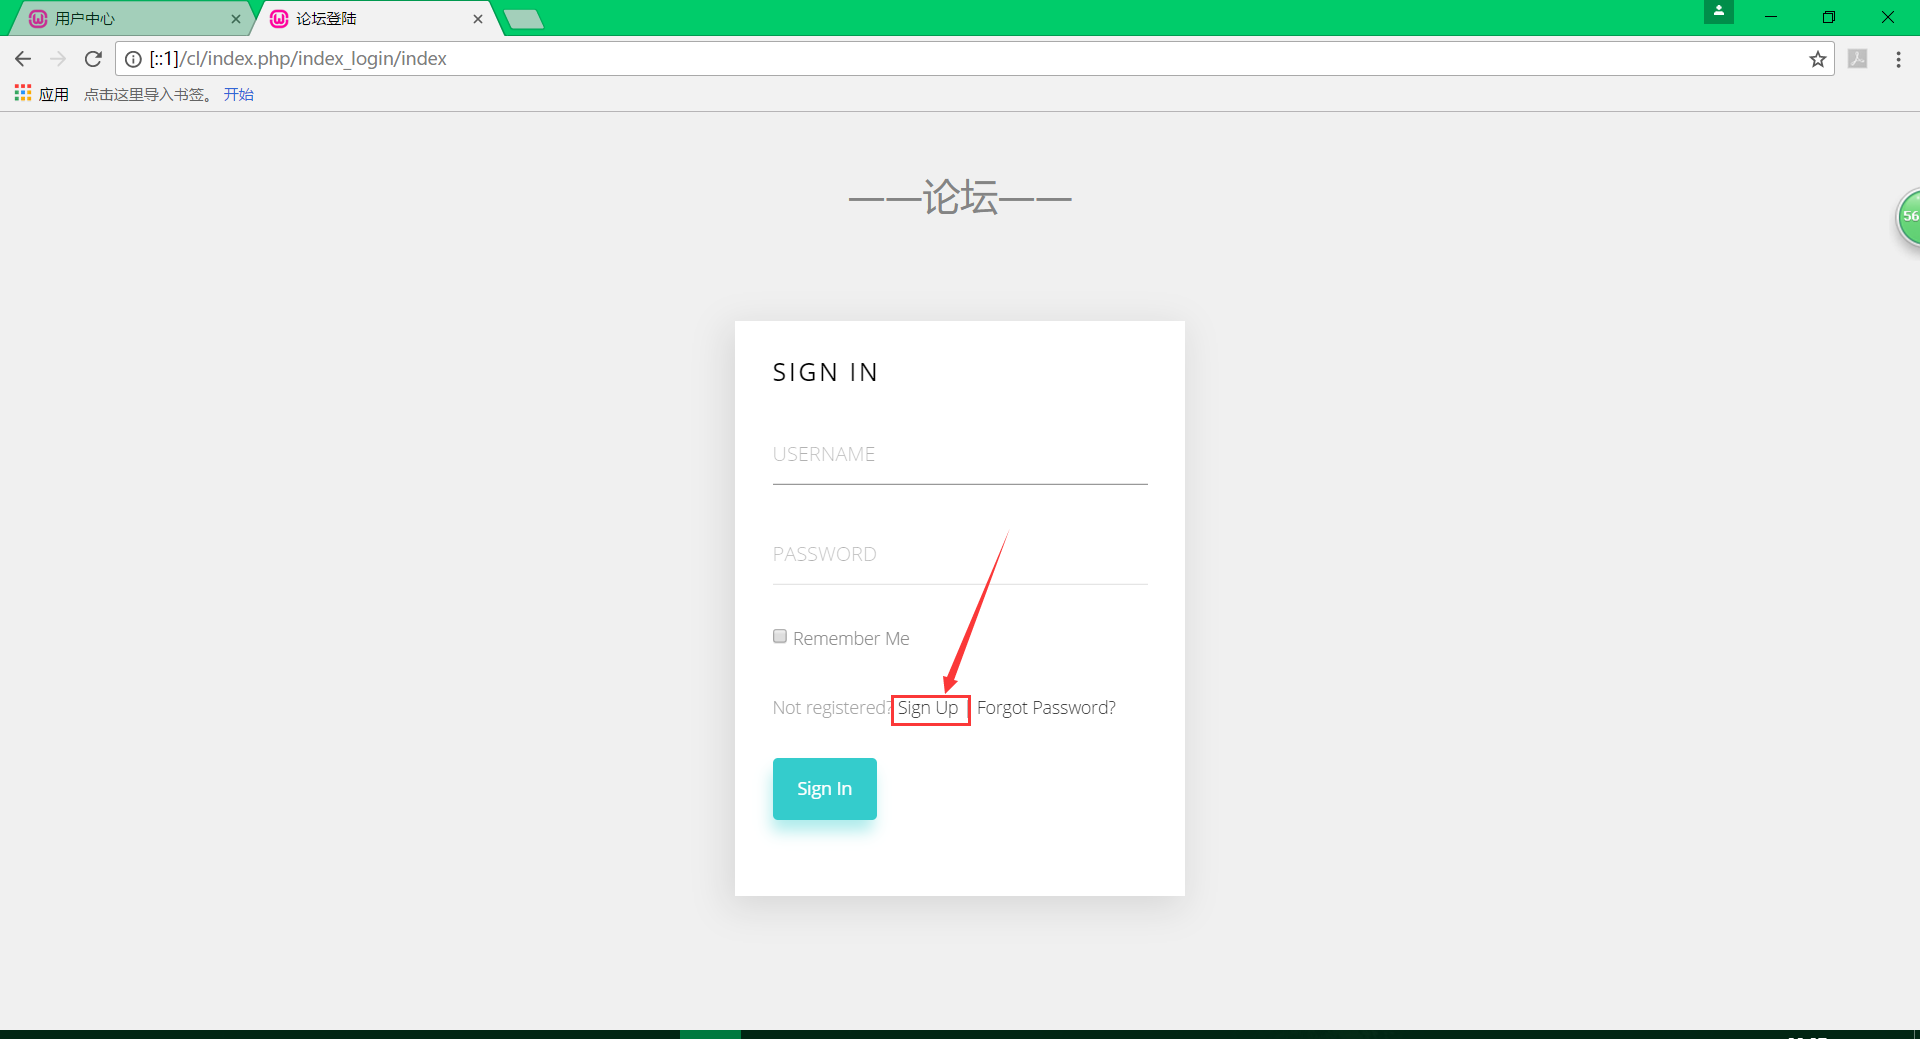 用户中心
论坛登陆
[::1]/cl/index.php/index_login/index
应用 点击这里导入书签。 开始
——论坛——
56
SIGN IN
USERNAME
PASSWORD
Remember Me
Not registered? Sign Up Forgot Password?
Sign In